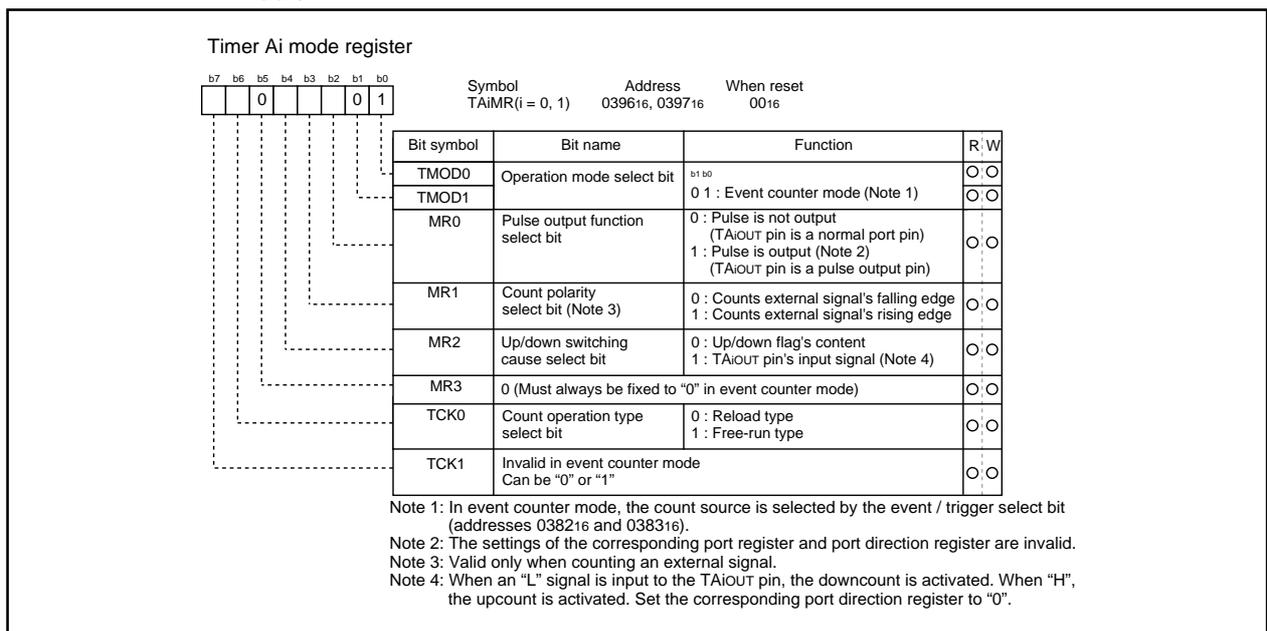 Timer Ai mode register
b7 b6 b5 b4 b3 b2 b1 b0
0 0 1
Symbol Address When reset
TAiMR(i = 0, 1) 039616, 039716 0016
Bit symbol Bit name Function R W
TMOD0
TMOD1
Operation mode select bit
b1 b0
0 1 : Event counter mode (Note 1)
MR0
Pulse output function
select bit
0 : Pulse is not output
(TAiOUT pin is a normal port pin)
1 : Pulse is output (Note 2)
(TAiOUT pin is a pulse output pin)
MR1
Count polarity
select bit (Note 3)
0 : Counts external signal's falling edge
1 : Counts external signal's rising edge
MR2
Up/down switching
cause select bit
0 : Up/down flag's content
1 : TAiOUT pin's input signal (Note 4)
MR3
0 (Must always be fixed to “0” in event counter mode)
TCK0
Count operation type
select bit
0 : Reload type
1 : Free-run type
TCK1
Invalid in event counter mode
Can be “0” or “1”
Note 1: In event counter mode, the count source is selected by the event / trigger select bit
(addresses 038216 and 038316).
Note 2: The settings of the corresponding port register and port direction register are invalid.
Note 3: Valid only when counting an external signal.
Note 4: When an “L” signal is input to the TAiOUT pin, the downcount is activated. When “H”,
the upcount is activated. Set the corresponding port direction register to “0”.